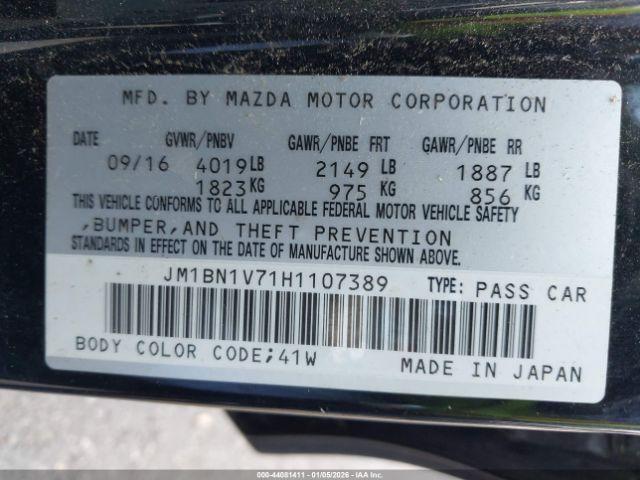 MFD. BY MAZDA MOTOR CORPORATION
DATE GVWR/PNBV GAWR/PNBE FRT GAWR/PNBE RR
09/16 4019LB 2149 LB 1887 LB
1823KG 975 KG 856 KG
THIS VEHICLE CONFORMS TO ALL APPLICABLE FEDERAL MOTOR VEHICLE SAFETY
,BUMPER,AND THEFT PREVENTION
STANDARDS IN EFFECT ON THE DATE OF MANUFACTURE SHOWN ABOVE.
JM1BN1V71H1107389 TYPE: PASS CAR
BODY COLOR CODE;41W MADE IN JAPAN
000-44081411 - 01/05/2026 - IAAI Holdings, LLC